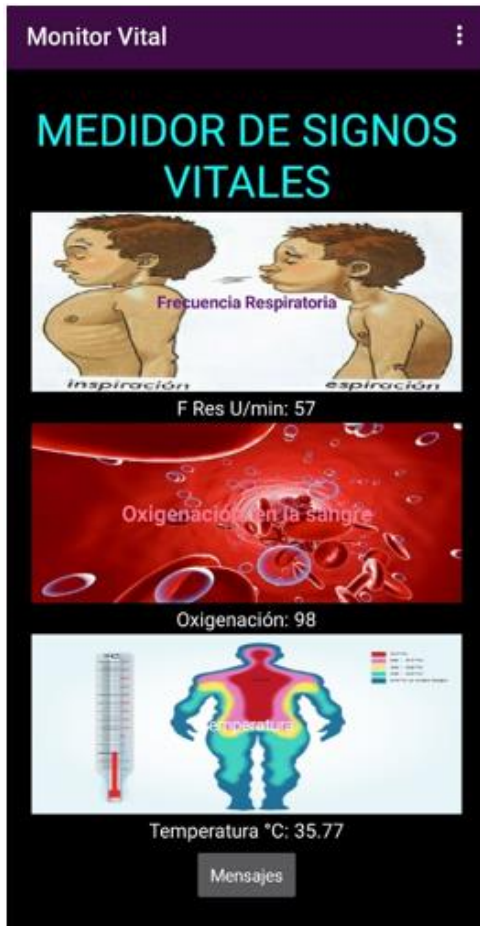 Monitor Vital
MEDIDOR DE SIGNOS
VITALES
Frecuencia Respiratoria
inspiración
espiración
F Res U/min: 57
Oxigenación en la sangre
Oxigenación: 98
°C
Temperatura
Temperatura °C: 35.77
Mensajes